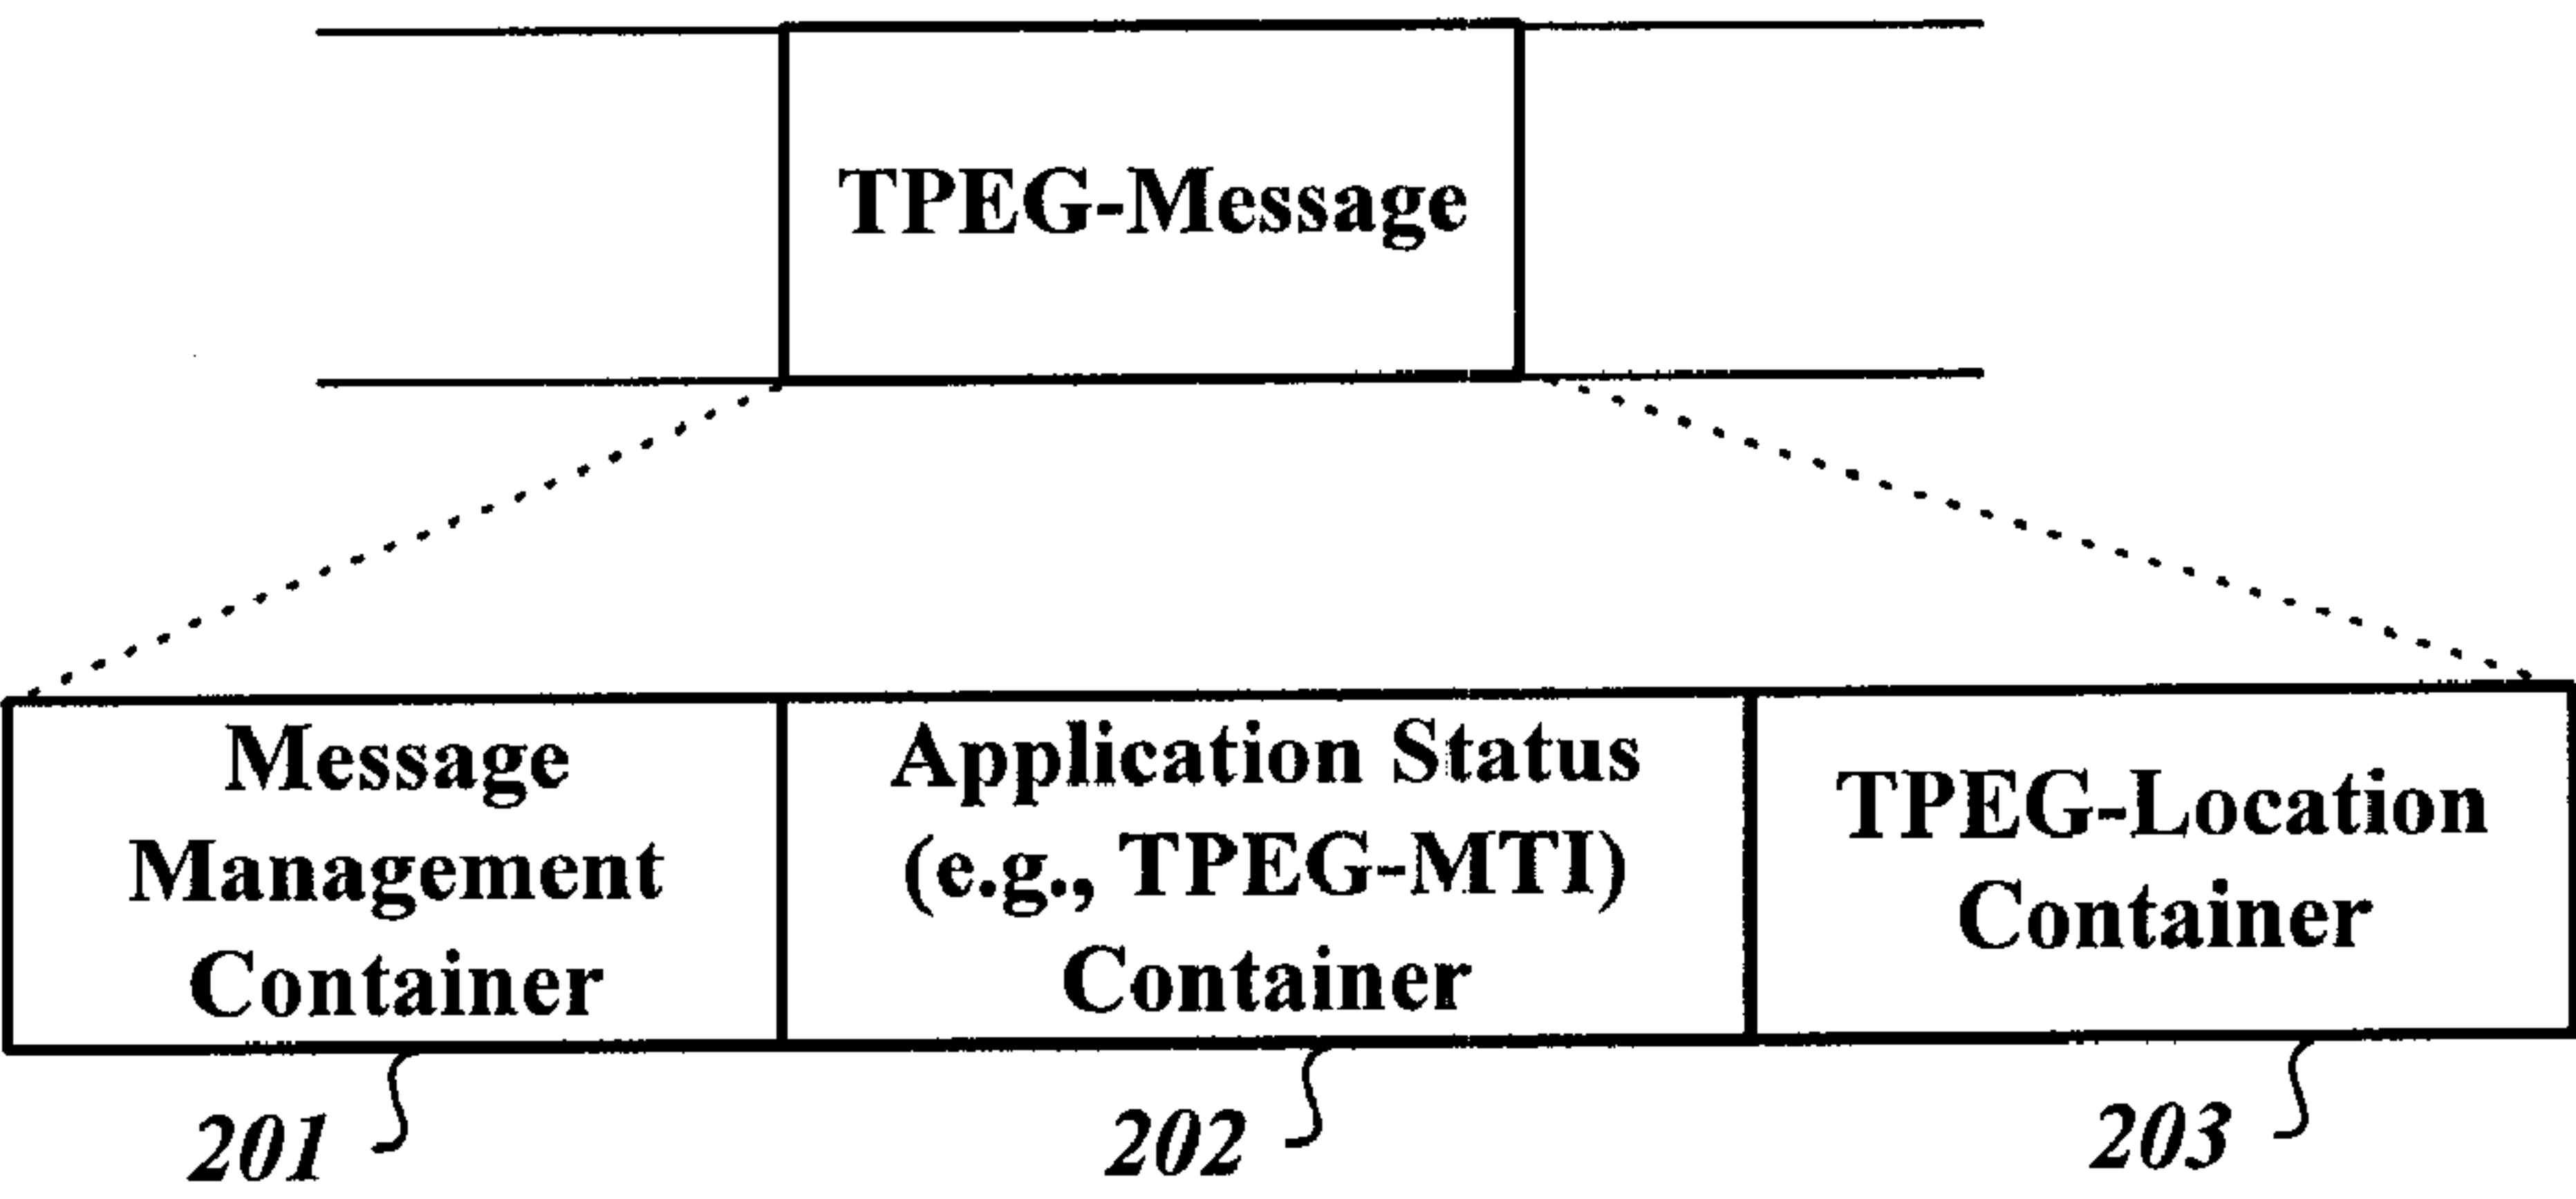 TPEG-Message
Message
Management
Container
Application Status
(e.g., TPEG-MTI)
Container
TPEG-Location
Container
201
202
203